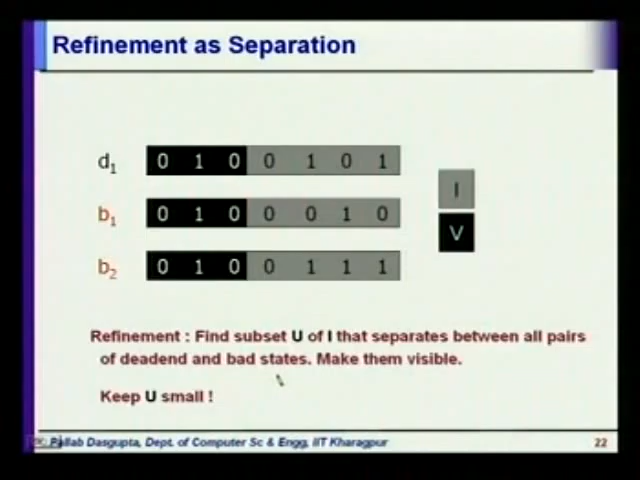 Refinement as Separation
d1 0 1 0 0 1 0 1
I
b1 0 1 0 0 0 1 0
V
b2 0 1 0 0 1 1 1
Refinement : Find subset U of I that separates between all pairs
of deadend and bad states. Make them visible.
Keep U small !
Pallab Dasgupta, Dept. of Computer Sc & Engg, IIT Kharagpur 22